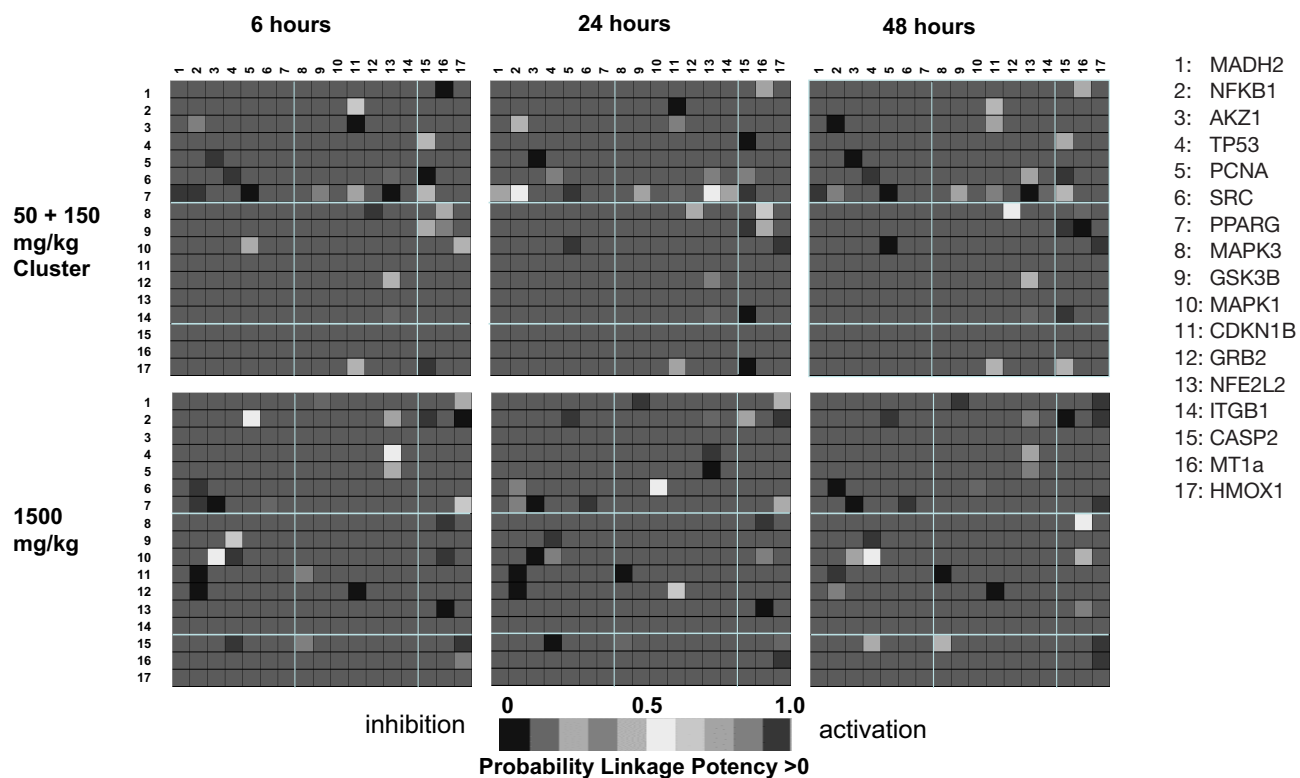 6 hours
24 hours
48 hours
1 2 3 4 5 6 7 8 9 10 11 12 13 14 15 16 17
1 2 3 4 5 6 7 8 9 10 11 12 13 14 15 16 17
1 2 3 4 5 6 7 8 9 10 11 12 13 14 15 16 17
50 + 150
mg/kg
Cluster
1
2
3
4
5
6
7
8
9
10
11
12
13
14
15
16
17
1500
mg/kg
1
2
3
4
5
6
7
8
9
10
11
12
13
14
15
16
17
1: MADH2
2: NFKB1
3: AKZ1
4: TP53
5: PCNA
6: SRC
7: PPARG
8: MAPK3
9: GSK3B
10: MAPK1
11: CDKN1B
12: GRB2
13: NFE2L2
14: ITGB1
15: CASP2
16: MT1a
17: HMOX1
0 0.5 1.0
inhibition
activation
Probability Linkage Potency >0